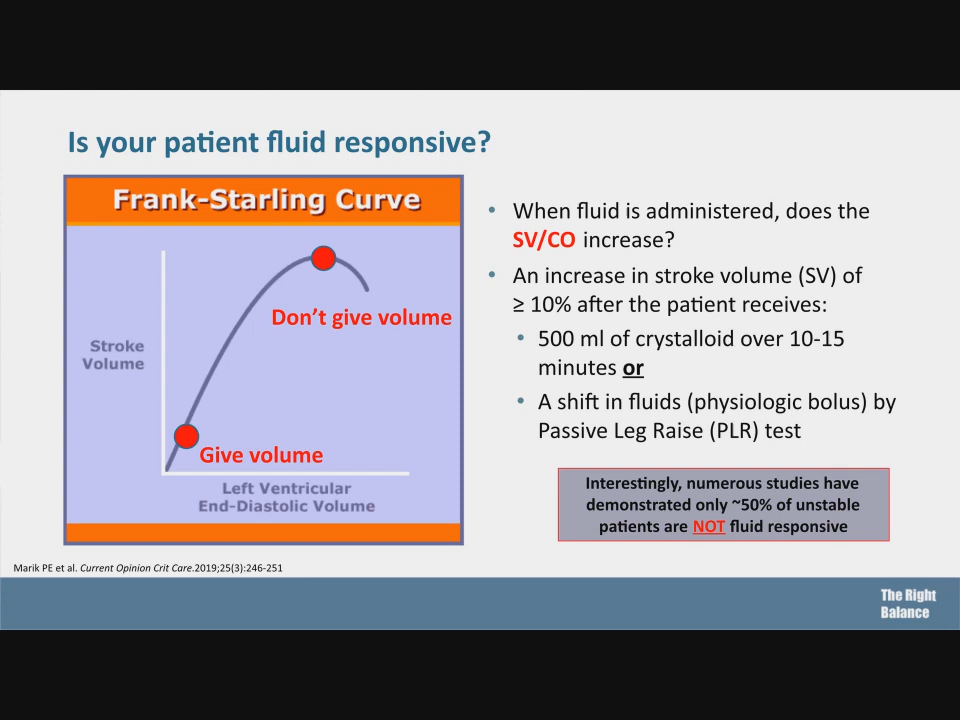 Is your patient fluid responsive?
Frank-Starling Curve
Don't give volume
Stroke
Volume
Give volume
Left Ventricular
End-Diastolic Volume
• When fluid is administered, does the
SV/CO increase?
• An increase in stroke volume (SV) of
≥ 10% after the patient receives:
• 500 ml of crystalloid over 10-15
minutes or
• A shift in fluids (physiologic bolus) by
Passive Leg Raise (PLR) test
Interestingly, numerous studies have
demonstrated only ~50% of unstable
patients are NOT fluid responsive
Marik PE et al. Current Opinion Crit Care.2019;25(3):246-251
The Right
Balance